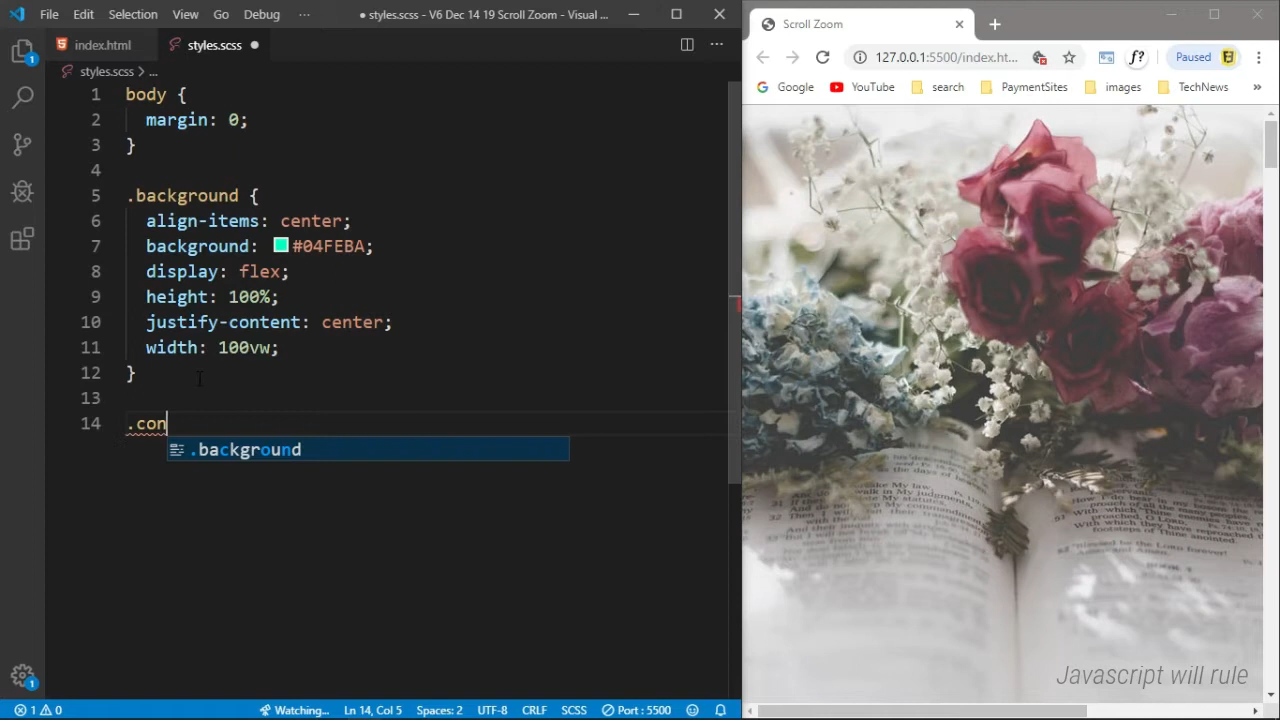 File Edit Selection View Go Debug ··· ● styles.scss - V6 Dec 14 19 Scroll Zoom - Visual ...
index.html styles.scss ● ···
styles.scss > ...
1 body {
2 margin: 0;
3 }
4
5 .background {
6 align-items: center;
7 background: #04FEBA;
8 display: flex;
9 height: 100%;
10 justify-content: center;
11 width: 100vw;
12 }
13
14 .con
.background
1
1
⊗ 1 ⚠ 0 Watching... Ln 14, Col 5 Spaces: 2 UTF-8 CRLF SCSS Port : 5500
Scroll Zoom
127.0.0.1:5500/index.ht... f? Paused
Google YouTube search PaymentSites images TechNews »
Javascript will rule